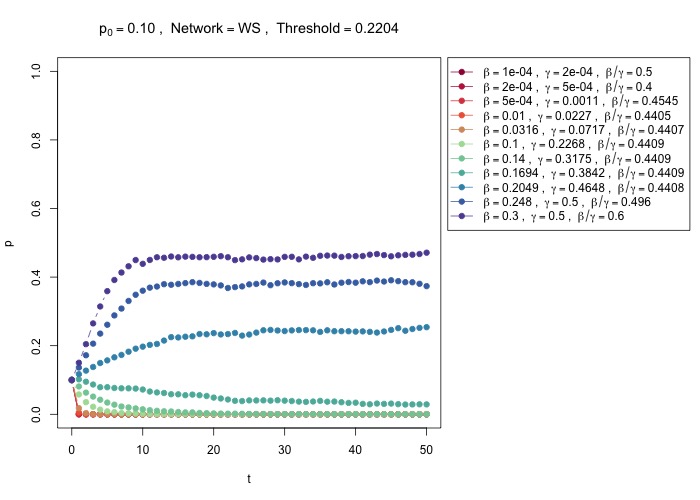 p0 = 0.10 , Network = WS , Threshold = 0.2204
1.0
0.8
0.6
0.4
0.2
0.0
p
0 10 20 30 40 50
t
β = 1e-04 , γ = 2e-04 , β/γ = 0.5
β = 2e-04 , γ = 5e-04 , β/γ = 0.4
β = 5e-04 , γ = 0.0011 , β/γ = 0.4545
β = 0.01 , γ = 0.0227 , β/γ = 0.4405
β = 0.0316 , γ = 0.0717 , β/γ = 0.4407
β = 0.1 , γ = 0.2268 , β/γ = 0.4409
β = 0.14 , γ = 0.3175 , β/γ = 0.4409
β = 0.1694 , γ = 0.3842 , β/γ = 0.4409
β = 0.2049 , γ = 0.4648 , β/γ = 0.4408
β = 0.248 , γ = 0.5 , β/γ = 0.496
β = 0.3 , γ = 0.5 , β/γ = 0.6